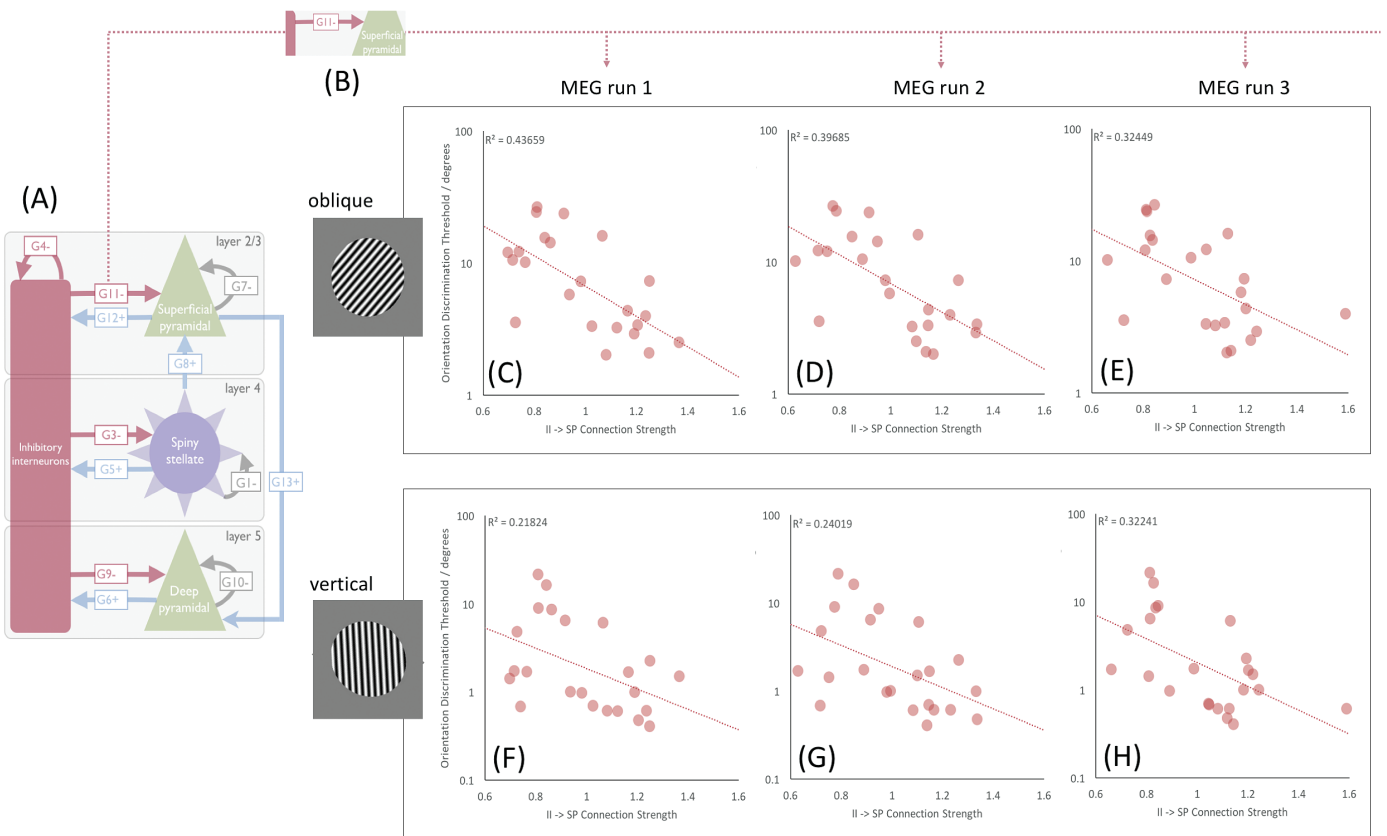 G11-
Superficial
pyramidal
(B)
MEG run 1
MEG run 2
MEG run 3
(A)
layer 2/3
G4-
G7-
G11-
Superficial
pyramidal
G12+
G8+
layer 4
G3-
Spiny
stellate
G5+
G1-
G13+
Inhibitory
interneurons
layer 5
G9-
G10-
Deep
pyramidal
G6+
oblique
vertical
Orientation Discrimination Threshold / degrees
100
10
1
R² = 0.43659
(C)
0.6 0.8 1 1.2 1.4 1.6
II -> SP Connection Strength
100
10
1
R² = 0.39685
(D)
0.6 0.8 1 1.2 1.4 1.6
II -> SP Connection Strength
100
10
1
R² = 0.32449
(E)
0.6 0.8 1 1.2 1.4 1.6
II -> SP Connection Strength
Orientation Discrimination Threshold / degrees
100
10
1
0.1
R² = 0.21824
(F)
0.6 0.8 1 1.2 1.4 1.6
II -> SP Connection Strength
100
10
1
0.1
R² = 0.24019
(G)
0.6 0.8 1 1.2 1.4 1.6
II -> SP Connection Strength
100
10
1
0.1
R² = 0.32241
(H)
0.6 0.8 1 1.2 1.4 1.6
II -> SP Connection Strength